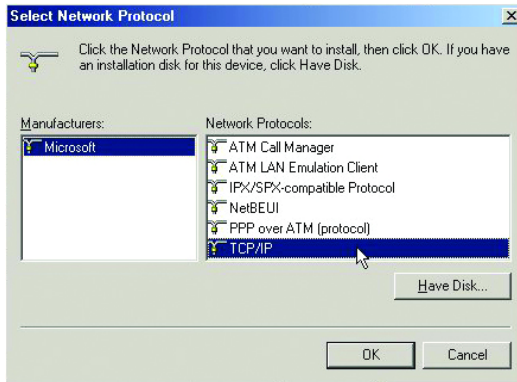 Select Network Protocol
Click the Network Protocol that you want to install, then click OK. If you have
an installation disk for this device, click Have Disk.
Manufacturers:
Microsoft
Network Protocols:
ATM Call Manager
ATM LAN Emulation Client
IPX/SPX-compatible Protocol
NetBEUI
PPP over ATM (protocol)
TCP/IP
Have Disk...
OK
Cancel